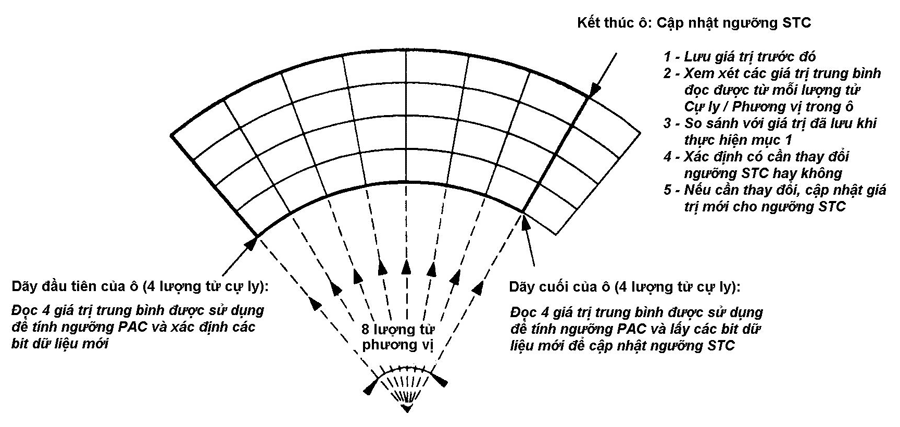 Kết thúc ô: Cập nhật ngưỡng STC
1 - Lưu giá trị trước đó
2 - Xem xét các giá trị trung bình
đọc được từ mỗi lượng tử
Cự ly / Phương vị trong ô
3 - So sánh với giá trị đã lưu khi
thực hiện mục 1
4 - Xác định có cần thay đổi
ngưỡng STC hay không
5 - Nếu cần thay đổi, cập nhật giá
trị mới cho ngưỡng STC
Dãy đầu tiên của ô (4 lượng tử cự ly):
Đọc 4 giá trị trung bình được sử dụng
để tính ngưỡng PAC và xác định các
bit dữ liệu mới
8 lượng tử
phương vị
Dãy cuối của ô (4 lượng tử cự ly):
Đọc 4 giá trị trung bình được sử dụng
để tính ngưỡng PAC và lấy các bit dữ
liệu mới để cập nhật ngưỡng STC